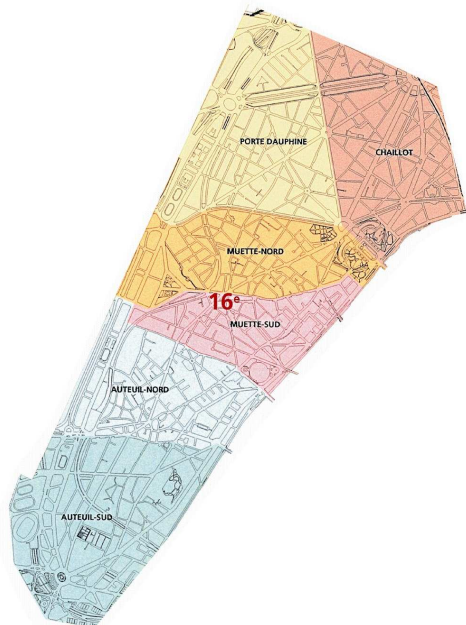 PORTE DAUPHINE
CHAILLOT
MUETTE-NORD
16e
MUETTE-SUD
AUTEUIL-NORD
AUTEUIL-SUD